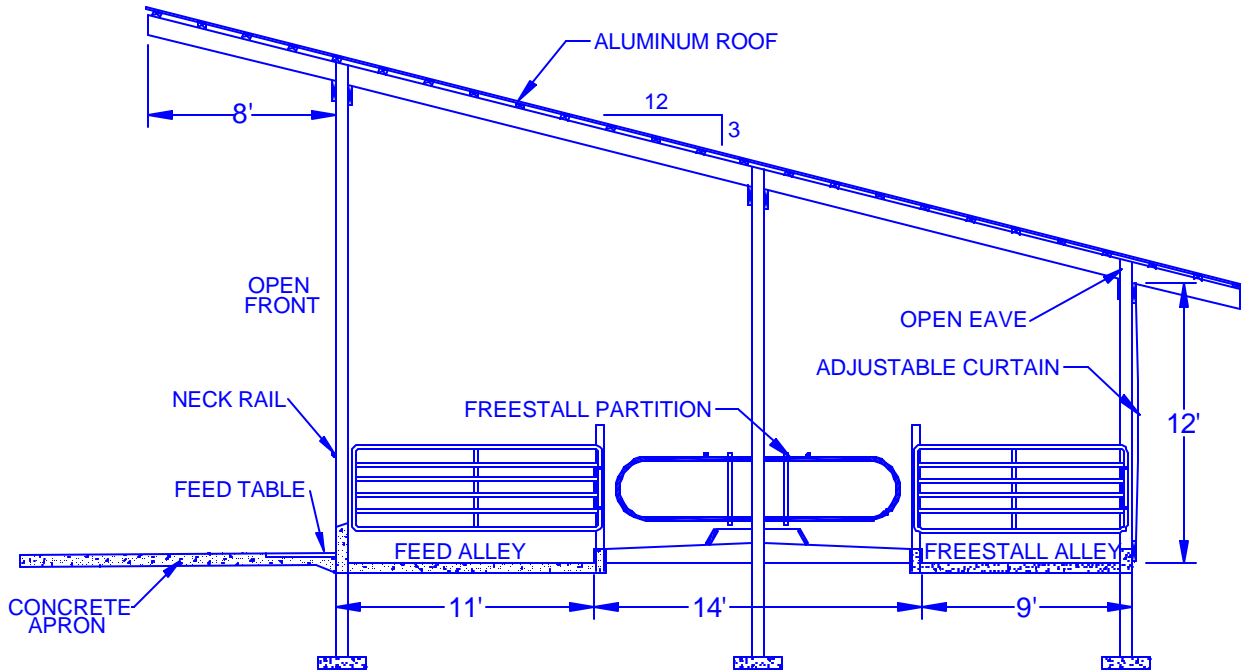 ALUMINUM ROOF
12
3
8'
OPEN
FRONT
OPEN EAVE
ADJUSTABLE CURTAIN
NECK RAIL
FREESTALL PARTITION
12'
FEED TABLE
FEED ALLEY
FREESTALL ALLEY
CONCRETE
APRON
11'
14'
9'